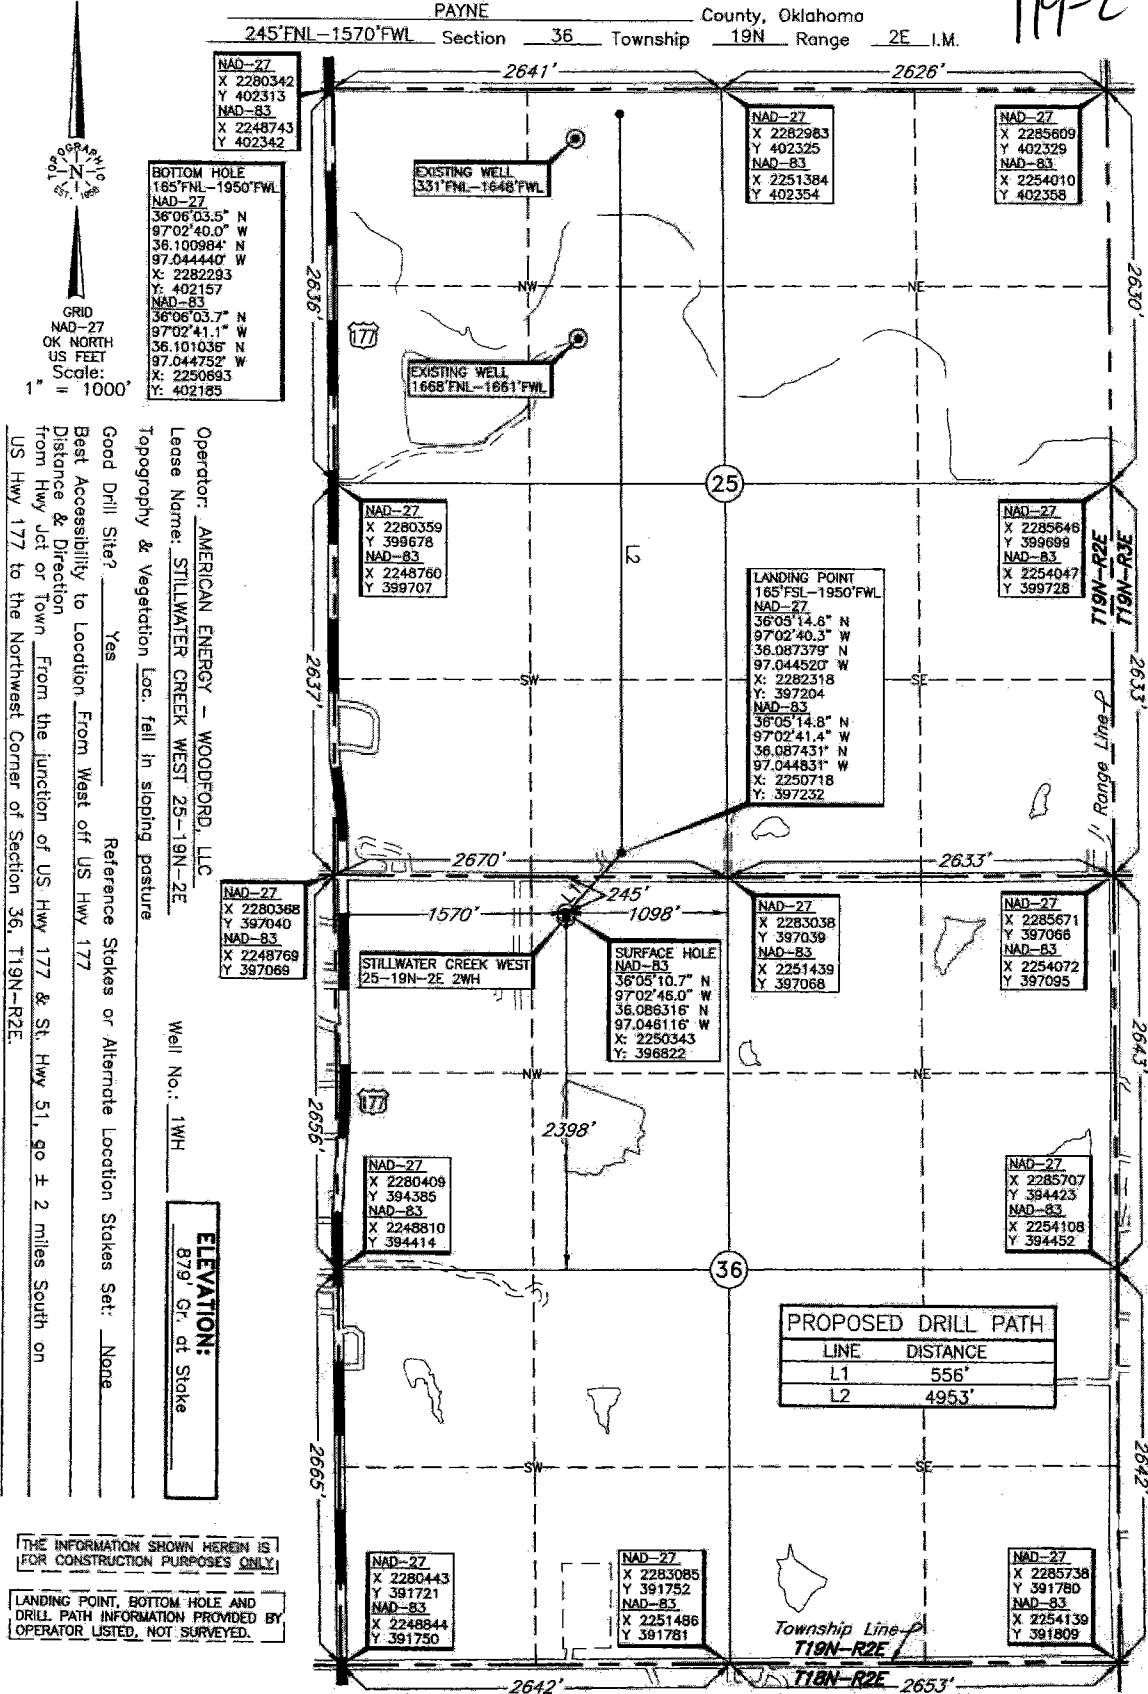 PAYNE County, Oklahoma
245'FNL-1570'FWL Section 36 Township 19N Range 2E I.M.
2641'
2626'
NAD-27
X 2280342
Y 402313
NAD-83
X 2248743
Y 402342
NAD-27
X 2282983
Y 402325
NAD-83
X 2251384
Y 402354
NAD-27
X 2285609
Y 402329
NAD-83
X 2254010
Y 402358
TOPOGRAPHIC
N
EST. 1958
GRID
NAD-27
OK NORTH
US FEET
Scale:
1" = 1000'
BOTTOM HOLE
165'FNL-1950'FWL
NAD-27
36°06'03.5" N
97°02'40.0" W
36.100984° N
97.044440° W
X: 2282293
Y: 402157
NAD-83
36°06'03.7" N
97°02'41.1" W
36.101036° N
97.044752° W
X: 2250693
Y: 402185
EXISTING WELL
331'FNL-1648'FWL
2636'
NW
NE
2630'
177
EXISTING WELL
1668'FNL-1661'FWL
25
NAD-27
X 2280359
Y 399678
NAD-83
X 2248760
Y 399707
NAD-27
X 2285646
Y 399699
NAD-83
X 2254047
Y 399728
T19N-R2E
T19N-R3E
L2
LANDING POINT
165'FSL-1950'FWL
NAD-27
36°05'14.6" N
97°02'40.3" W
36.087379° N
97.044520° W
X: 2282318
Y: 397204
NAD-83
36°05'14.8" N
97°02'41.4" W
36.087431° N
97.044831° W
X: 2250718
Y: 397232
2637'
SW
SE
2633'
Range Line
2670'
2633'
L1
245'
1570'
1098'
NAD-27
X 2280368
Y 397040
NAD-83
X 2248769
Y 397069
NAD-27
X 2283038
Y 397039
NAD-83
X 2251439
Y 397068
NAD-27
X 2285671
Y 397066
NAD-83
X 2254072
Y 397095
STILLWATER CREEK WEST
25-19N-2E 2WH
SURFACE HOLE
NAD-83
36°05'10.7" N
97°02'46.0" W
36.086316° N
97.046116° W
X: 2250343
Y: 396822
NW
NE
2643'
177
2656'
2398'
NAD-27
X 2280409
Y 394385
NAD-83
X 2248810
Y 394414
NAD-27
X 2285707
Y 394423
NAD-83
X 2254108
Y 394452
36
PROPOSED DRILL PATH
LINE DISTANCE
L1 556'
L2 4953'
2665'
SW
SE
2642'
NAD-27
X 2280443
Y 391721
NAD-83
X 2248844
Y 391750
NAD-27
X 2283085
Y 391752
NAD-83
X 2251486
Y 391781
NAD-27
X 2285738
Y 391780
NAD-83
X 2254139
Y 391809
Township Line
T19N-R2E
T18N-R2E
2642'
2653'
Operator: AMERICAN ENERGY - WOODFORD, LLC
Lease Name: STILLWATER CREEK WEST 25-19N-2E Well No.: 1WH
Topography & Vegetation Loc. fell in sloping pasture
Good Drill Site? Yes Reference Stakes or Alternate Location Stakes Set: None
Best Accessibility to Location From West off US Hwy 177
Distance & Direction
from Hwy Jct or Town From the junction of US Hwy 177 & St. Hwy 51, go ± 2 miles South on
US Hwy 177 to the Northwest Corner of Section 36, T19N-R2E.
ELEVATION:
879' Gr. at Stake
THE INFORMATION SHOWN HEREIN IS
FOR CONSTRUCTION PURPOSES ONLY
LANDING POINT, BOTTOM HOLE AND
DRILL PATH INFORMATION PROVIDED BY
OPERATOR LISTED, NOT SURVEYED.